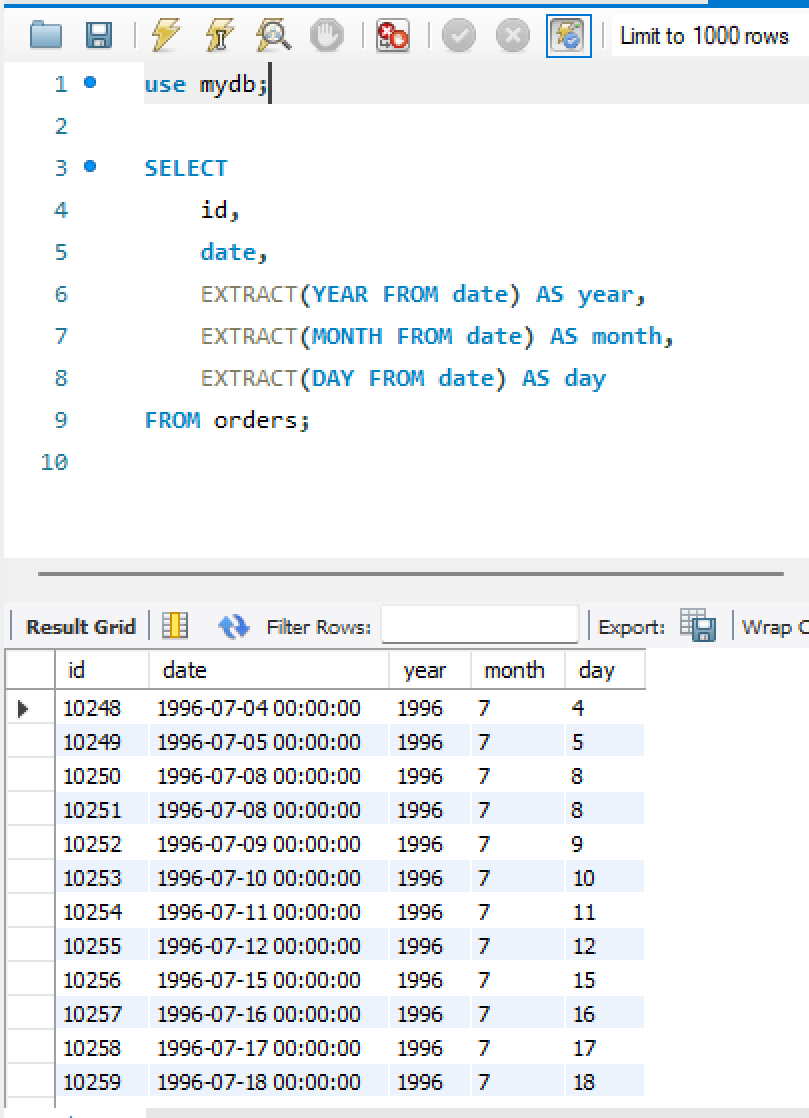 Limit to 1000 rows
1 use mydb;
2
3 SELECT
4 id,
5 date,
6 EXTRACT(YEAR FROM date) AS year,
7 EXTRACT(MONTH FROM date) AS month,
8 EXTRACT(DAY FROM date) AS day
9 FROM orders;
10
Result Grid Filter Rows: Export: Wrap C
id date year month day
10248 1996-07-04 00:00:00 1996 7 4
10249 1996-07-05 00:00:00 1996 7 5
10250 1996-07-08 00:00:00 1996 7 8
10251 1996-07-08 00:00:00 1996 7 8
10252 1996-07-09 00:00:00 1996 7 9
10253 1996-07-10 00:00:00 1996 7 10
10254 1996-07-11 00:00:00 1996 7 11
10255 1996-07-12 00:00:00 1996 7 12
10256 1996-07-15 00:00:00 1996 7 15
10257 1996-07-16 00:00:00 1996 7 16
10258 1996-07-17 00:00:00 1996 7 17
10259 1996-07-18 00:00:00 1996 7 18